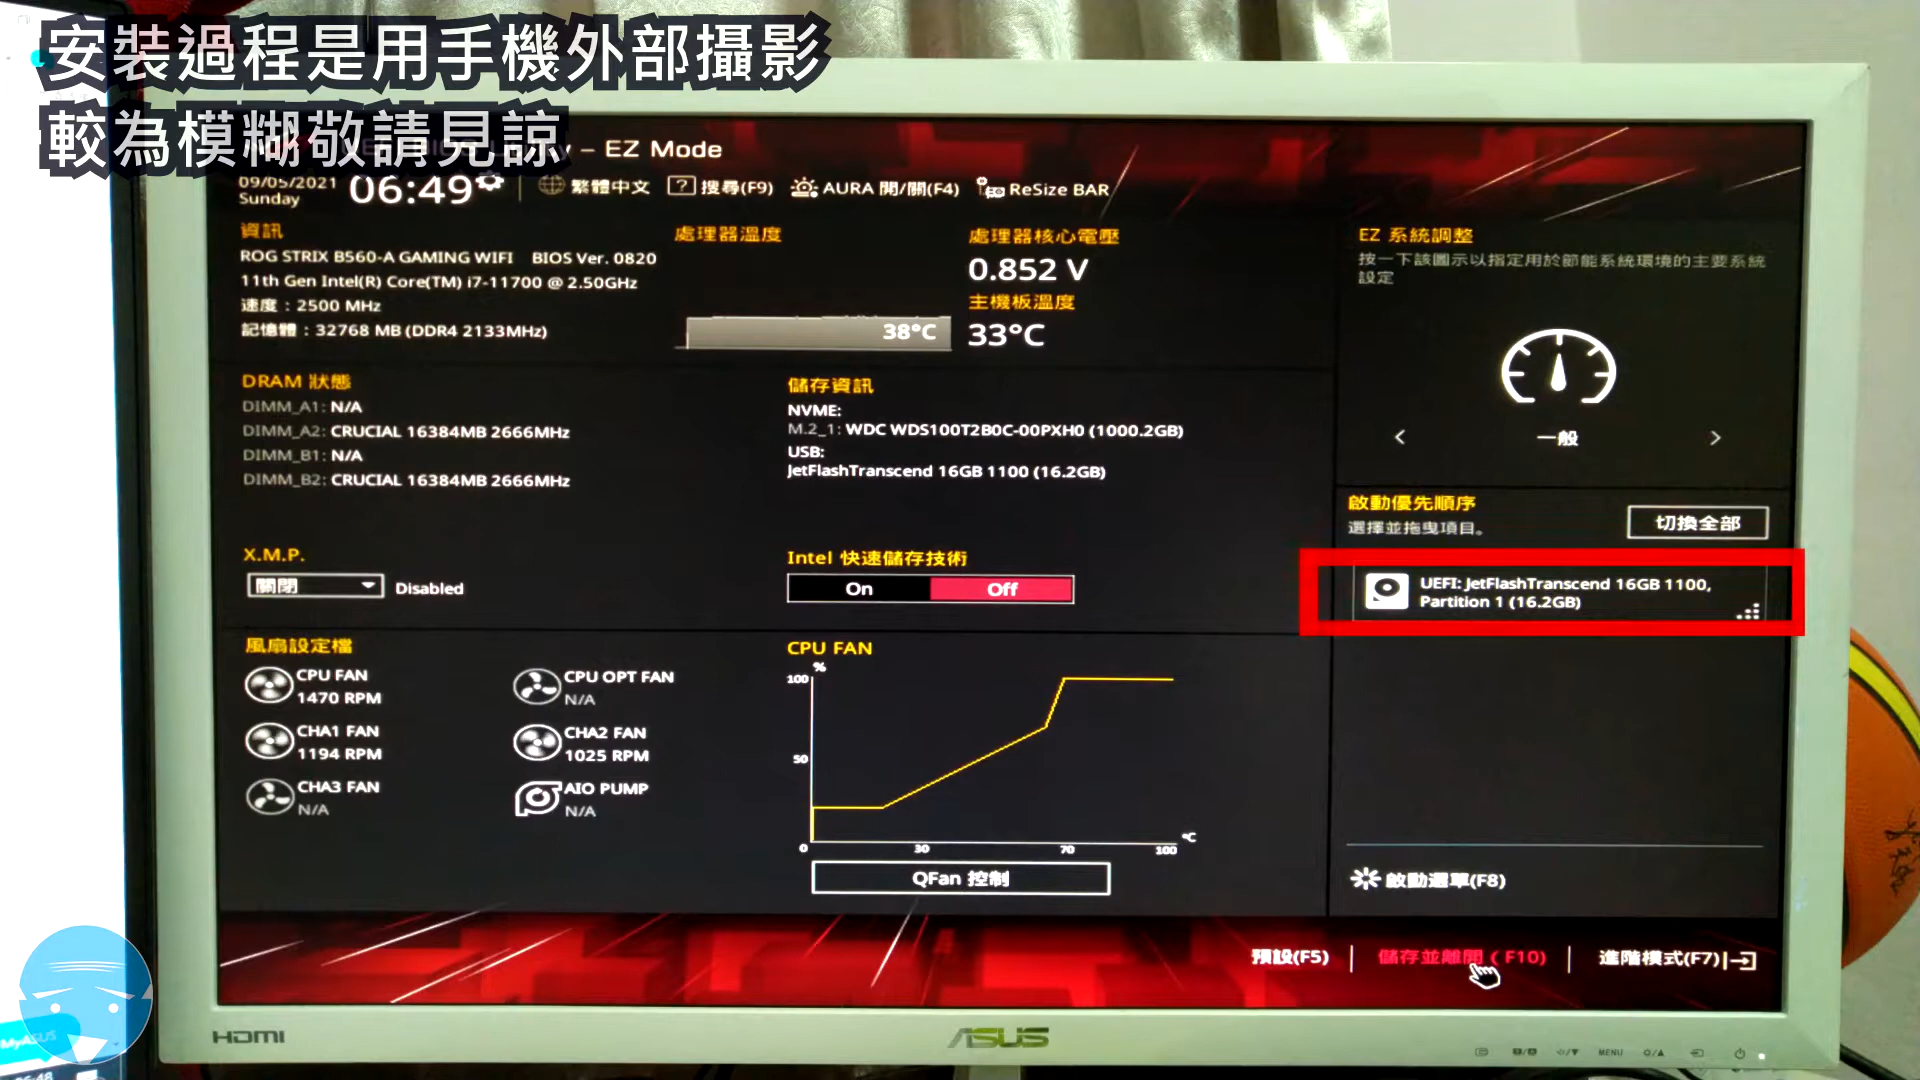 安裝過程是用手機外部攝影
較為模糊敬請見諒
– EZ Mode
09/05/2021
Sunday
06:49
繁體中文
? 搜尋(F9)
AURA 開/關(F4)
ReSize BAR
資訊
ROG STRIX B560-A GAMING WIFI BIOS Ver. 0820
11th Gen Intel(R) Core(TM) i7-11700 @ 2.50GHz
速度：2500 MHz
記憶體：32768 MB (DDR4 2133MHz)
處理器溫度
38°C
處理器核心電壓
0.852 V
主機板溫度
33°C
DRAM 狀態
DIMM_A1: N/A
DIMM_A2: CRUCIAL 16384MB 2666MHz
DIMM_B1: N/A
DIMM_B2: CRUCIAL 16384MB 2666MHz
儲存資訊
NVME:
M.2_1: WDC WDS100T2B0C-00PXH0 (1000.2GB)
USB:
JetFlashTranscend 16GB 1100 (16.2GB)
X.M.P.
關閉
Disabled
Intel 快速儲存技術
On
Off
風扇設定檔
CPU FAN
1470 RPM
CPU OPT FAN
N/A
CHA1 FAN
1194 RPM
CHA2 FAN
1025 RPM
CHA3 FAN
N/A
AIO PUMP
N/A
CPU FAN
%
100
50
0
30
70
100
°C
QFan 控制
EZ 系統調整
按一下該圖示以指定用於節能系統環境的主要系統
設定
一般
啟動優先順序
選擇並拖曳項目。
切換全部
UEFI: JetFlashTranscend 16GB 1100,
Partition 1 (16.2GB)
啟動選單(F8)
預設(F5)
儲存並離開 (F10)
進階模式(F7)
HDMI
ASUS
MENU
MyASUS
06:48